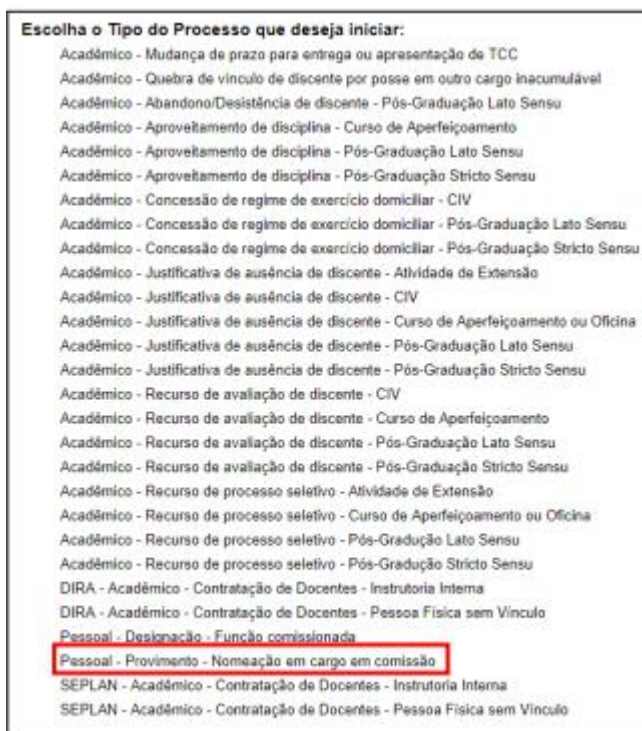 Escolha o Tipo do Processo que deseja iniciar:
Acadêmico - Mudança de prazo para entrega ou apresentação de TCC
Acadêmico - Quebra de vínculo de discente por posse em outro cargo inacumulável
Acadêmico - Abandono/Desistência de discente - Pós-Graduação Lato Sensu
Acadêmico - Aproveitamento de disciplina - Curso de Aperfeiçoamento
Acadêmico - Aproveitamento de disciplina - Pós-Graduação Lato Sensu
Acadêmico - Aproveitamento de disciplina - Pós-Graduação Stricto Sensu
Acadêmico - Concessão de regime de exercício domiciliar - CIV
Acadêmico - Concessão de regime de exercício domiciliar - Pós-Graduação Lato Sensu
Acadêmico - Concessão de regime de exercício domiciliar - Pós-Graduação Stricto Sensu
Acadêmico - Justificativa de ausência de discente - Atividade de Extensão
Acadêmico - Justificativa de ausência de discente - CIV
Acadêmico - Justificativa de ausência de discente - Curso de Aperfeiçoamento ou Oficina
Acadêmico - Justificativa de ausência de discente - Pós-Graduação Lato Sensu
Acadêmico - Justificativa de ausência de discente - Pós-Graduação Stricto Sensu
Acadêmico - Recurso de avaliação de discente - CIV
Acadêmico - Recurso de avaliação de discente - Curso de Aperfeiçoamento
Acadêmico - Recurso de avaliação de discente - Pós-Graduação Lato Sensu
Acadêmico - Recurso de avaliação de discente - Pós-Graduação Stricto Sensu
Acadêmico - Recurso de processo seletivo - Atividade de Extensão
Acadêmico - Recurso de processo seletivo - Curso de Aperfeiçoamento ou Oficina
Acadêmico - Recurso de processo seletivo - Pós-Gradução Lato Sensu
Acadêmico - Recurso de processo seletivo - Pós-Gradução Stricto Sensu
DIRA - Acadêmico - Contratação de Docentes - Instrutoria Interna
DIRA - Acadêmico - Contratação de Docentes - Pessoa Física sem Vínculo
Pessoal - Designação - Função comissionada
Pessoal - Provimento - Nomeação em cargo em comissão
SEPLAN - Acadêmico - Contratação de Docentes - Instrutoria Interna
SEPLAN - Acadêmico - Contratação de Docentes - Pessoa Física sem Vínculo